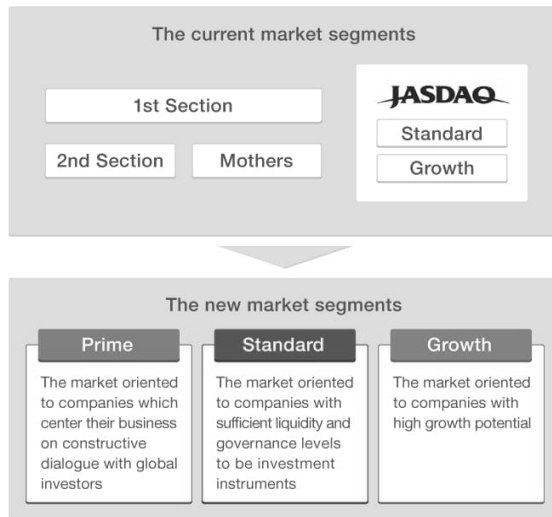 The current market segments
1st Section
2nd Section
Mothers
JASDAQ
Standard
Growth
The new market segments
Prime
The market oriented
to companies which
center their business
on constructive
dialogue with global
investors
Standard
The market oriented
to companies with
sufficient liquidity and
governance levels
to be investment
instruments
Growth
The market oriented
to companies with
high growth potential